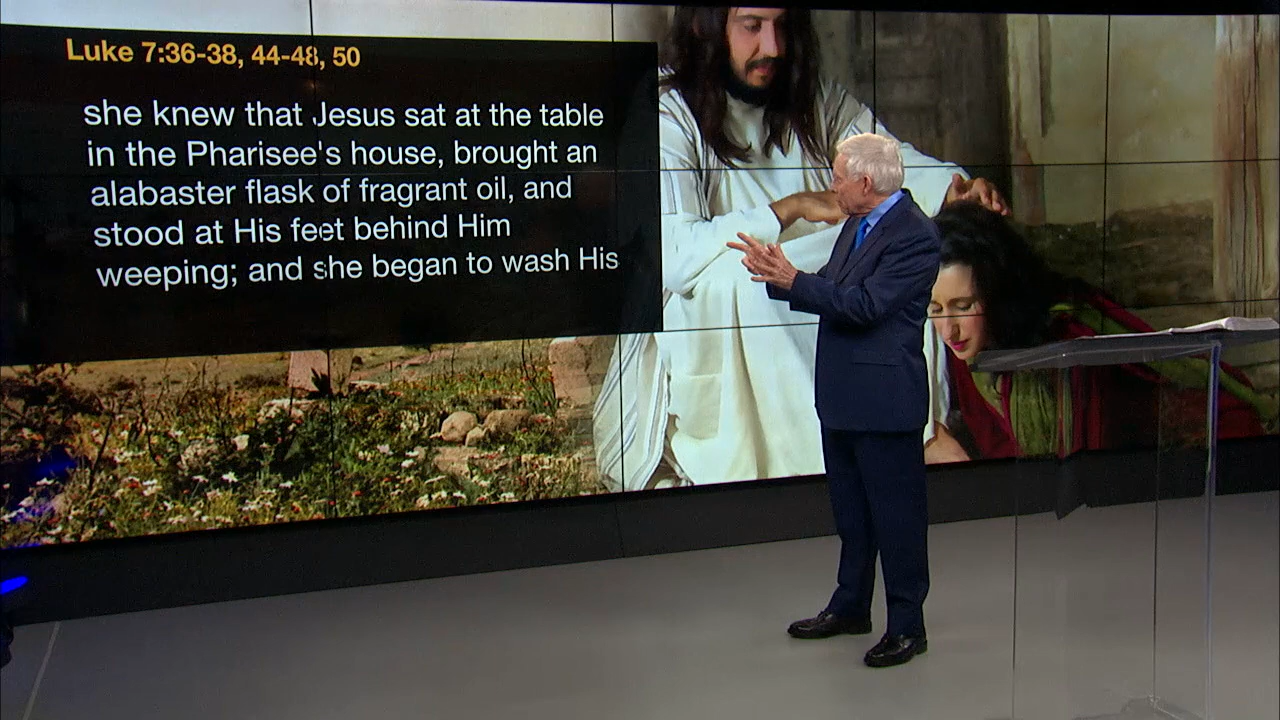 Luke 7:36-38, 44-48, 50
she knew that Jesus sat at the table
in the Pharisee's house, brought an
alabaster flask of fragrant oil, and
stood at His feet behind Him
weeping; and she began to wash His